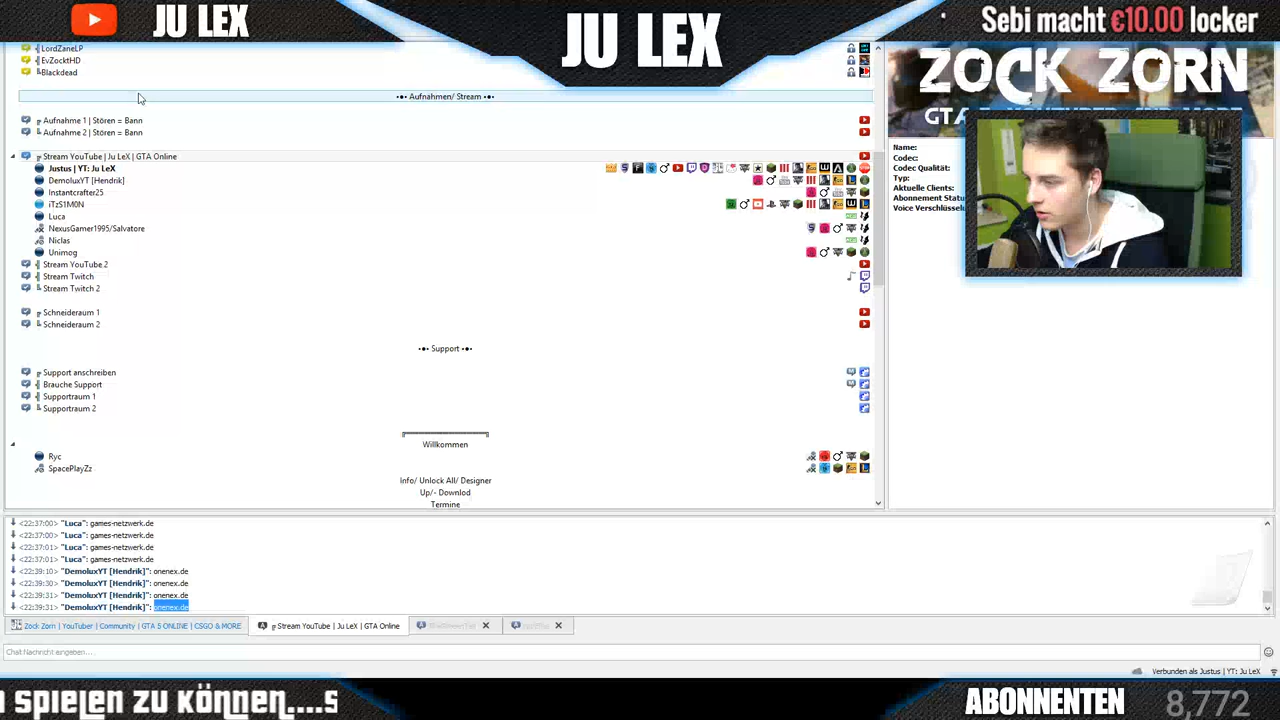 JU LEX
JU LEX
Sebi macht €10.00 locker
LordZaneLP
EvZocktHD
Blackdead
•●• Aufnahmen/ Stream •●•
Aufnahme 1 | Stören = Bann
Aufnahme 2 | Stören = Bann
Stream YouTube | Ju LeX | GTA Online
Justus | YT: Ju LeX
DemoluxYT [Hendrik]
Instantcrafter25
iTzS1M0N
Luca
NexusGamer1995/Salvatore
Niclas
Unimog
Stream YouTube 2
Stream Twitch
Stream Twitch 2
Schneideraum 1
Schneideraum 2
•●• Support •●•
Support anschreiben
Brauche Support
Supportraum 1
Supportraum 2
Willkommen
Ryc
SpacePlayZz
Info/ Unlock All/ Designer
Up/- Downlod
Termine
ZOCK ZORN
Name:
Codec:
Codec Qualität:
Typ:
Aktuelle Clients:
Abonnement Statu
Voice Verschlüssel
<22:37:00> "Luca": games-netzwerk.de
<22:37:00> "Luca": games-netzwerk.de
<22:37:01> "Luca": games-netzwerk.de
<22:37:01> "Luca": games-netzwerk.de
<22:39:10> "DemoluxYT [Hendrik]": onenex.de
<22:39:30> "DemoluxYT [Hendrik]": onenex.de
<22:39:31> "DemoluxYT [Hendrik]": onenex.de
<22:39:31> "DemoluxYT [Hendrik]": onenex.de
Zock Zorn | YouTuber | Community | GTA 5 ONLINE | CSGO & MORE
Stream YouTube | Ju LeX | GTA Online
Chat Nachricht eingeben...
Verbunden als Justus | YT: Ju LeX
spielen zu können....s
ABONNENTEN
8,772